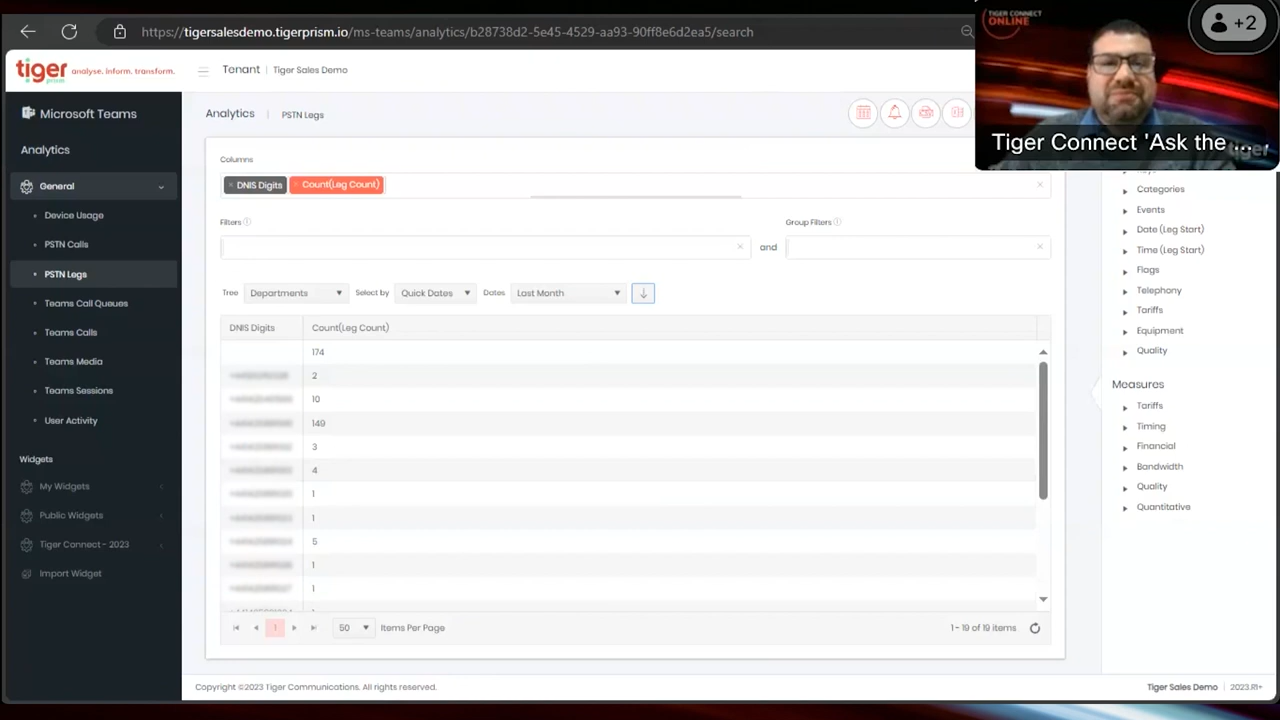 https://tigersalesdemo.tigerprism.io/ms-teams/analytics/b28738d2-5e45-4529-aa93-90ff8e6d2ea5/search
TIGER CONNECT
ONLINE
+2
Tiger Connect 'Ask the ...
tiger
tiger
prism
analyse. inform. transform.
Tenant | Tiger Sales Demo
Microsoft Teams
Analytics
General
Device Usage
PSTN Calls
PSTN Legs
Teams Call Queues
Teams Calls
Teams Media
Teams Sessions
User Activity
Widgets
My Widgets
Public Widgets
Tiger Connect - 2023
Import Widget
Analytics | PSTN Legs
Columns
× DNIS Digits × Count(Leg Count)
Filters
Group Filters
and
Tree Departments Select by Quick Dates Dates Last Month
DNIS Digits Count(Leg Count)
174
2
10
149
3
4
1
1
5
1
1
1
50 Items Per Page
1 - 19 of 19 items
Categories
Events
Date (Leg Start)
Time (Leg Start)
Flags
Telephony
Tariffs
Equipment
Quality
Measures
Tariffs
Timing
Financial
Bandwidth
Quality
Quantitative
Copyright ©2023 Tiger Communications. All rights reserved.
Tiger Sales Demo | 2023.R1+